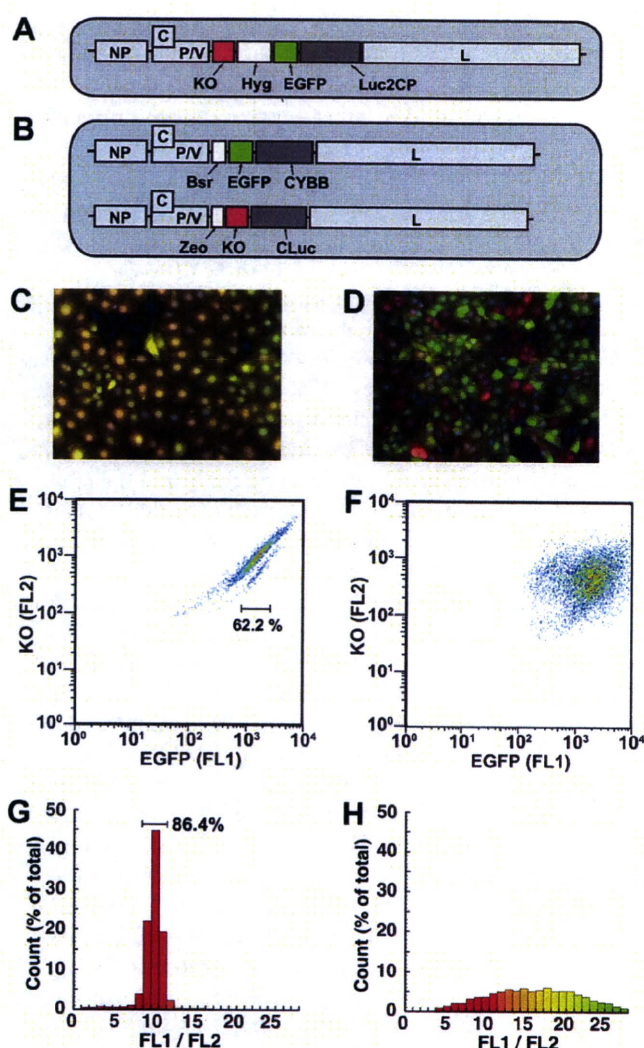 A
C
NP P/V L
KO Hyg EGFP Luc2CP
B
C
NP P/V L
Bsr EGFP CYBB
C
NP P/V L
Zeo KO CLuc
C D
E
10⁴
10³
10²
10¹
10⁰
KO (FL2)
62.2 %
10⁰ 10¹ 10² 10³ 10⁴
EGFP (FL1)
F
10⁴
10³
10²
10¹
10⁰
KO (FL2)
10⁰ 10¹ 10² 10³ 10⁴
EGFP (FL1)
G
50
40
30
20
10
0
Count (% of total)
86.4%
0 5 10 15 20 25
FL1 / FL2
H
50
40
30
20
10
0
Count (% of total)
0 5 10 15 20 25
FL1 / FL2